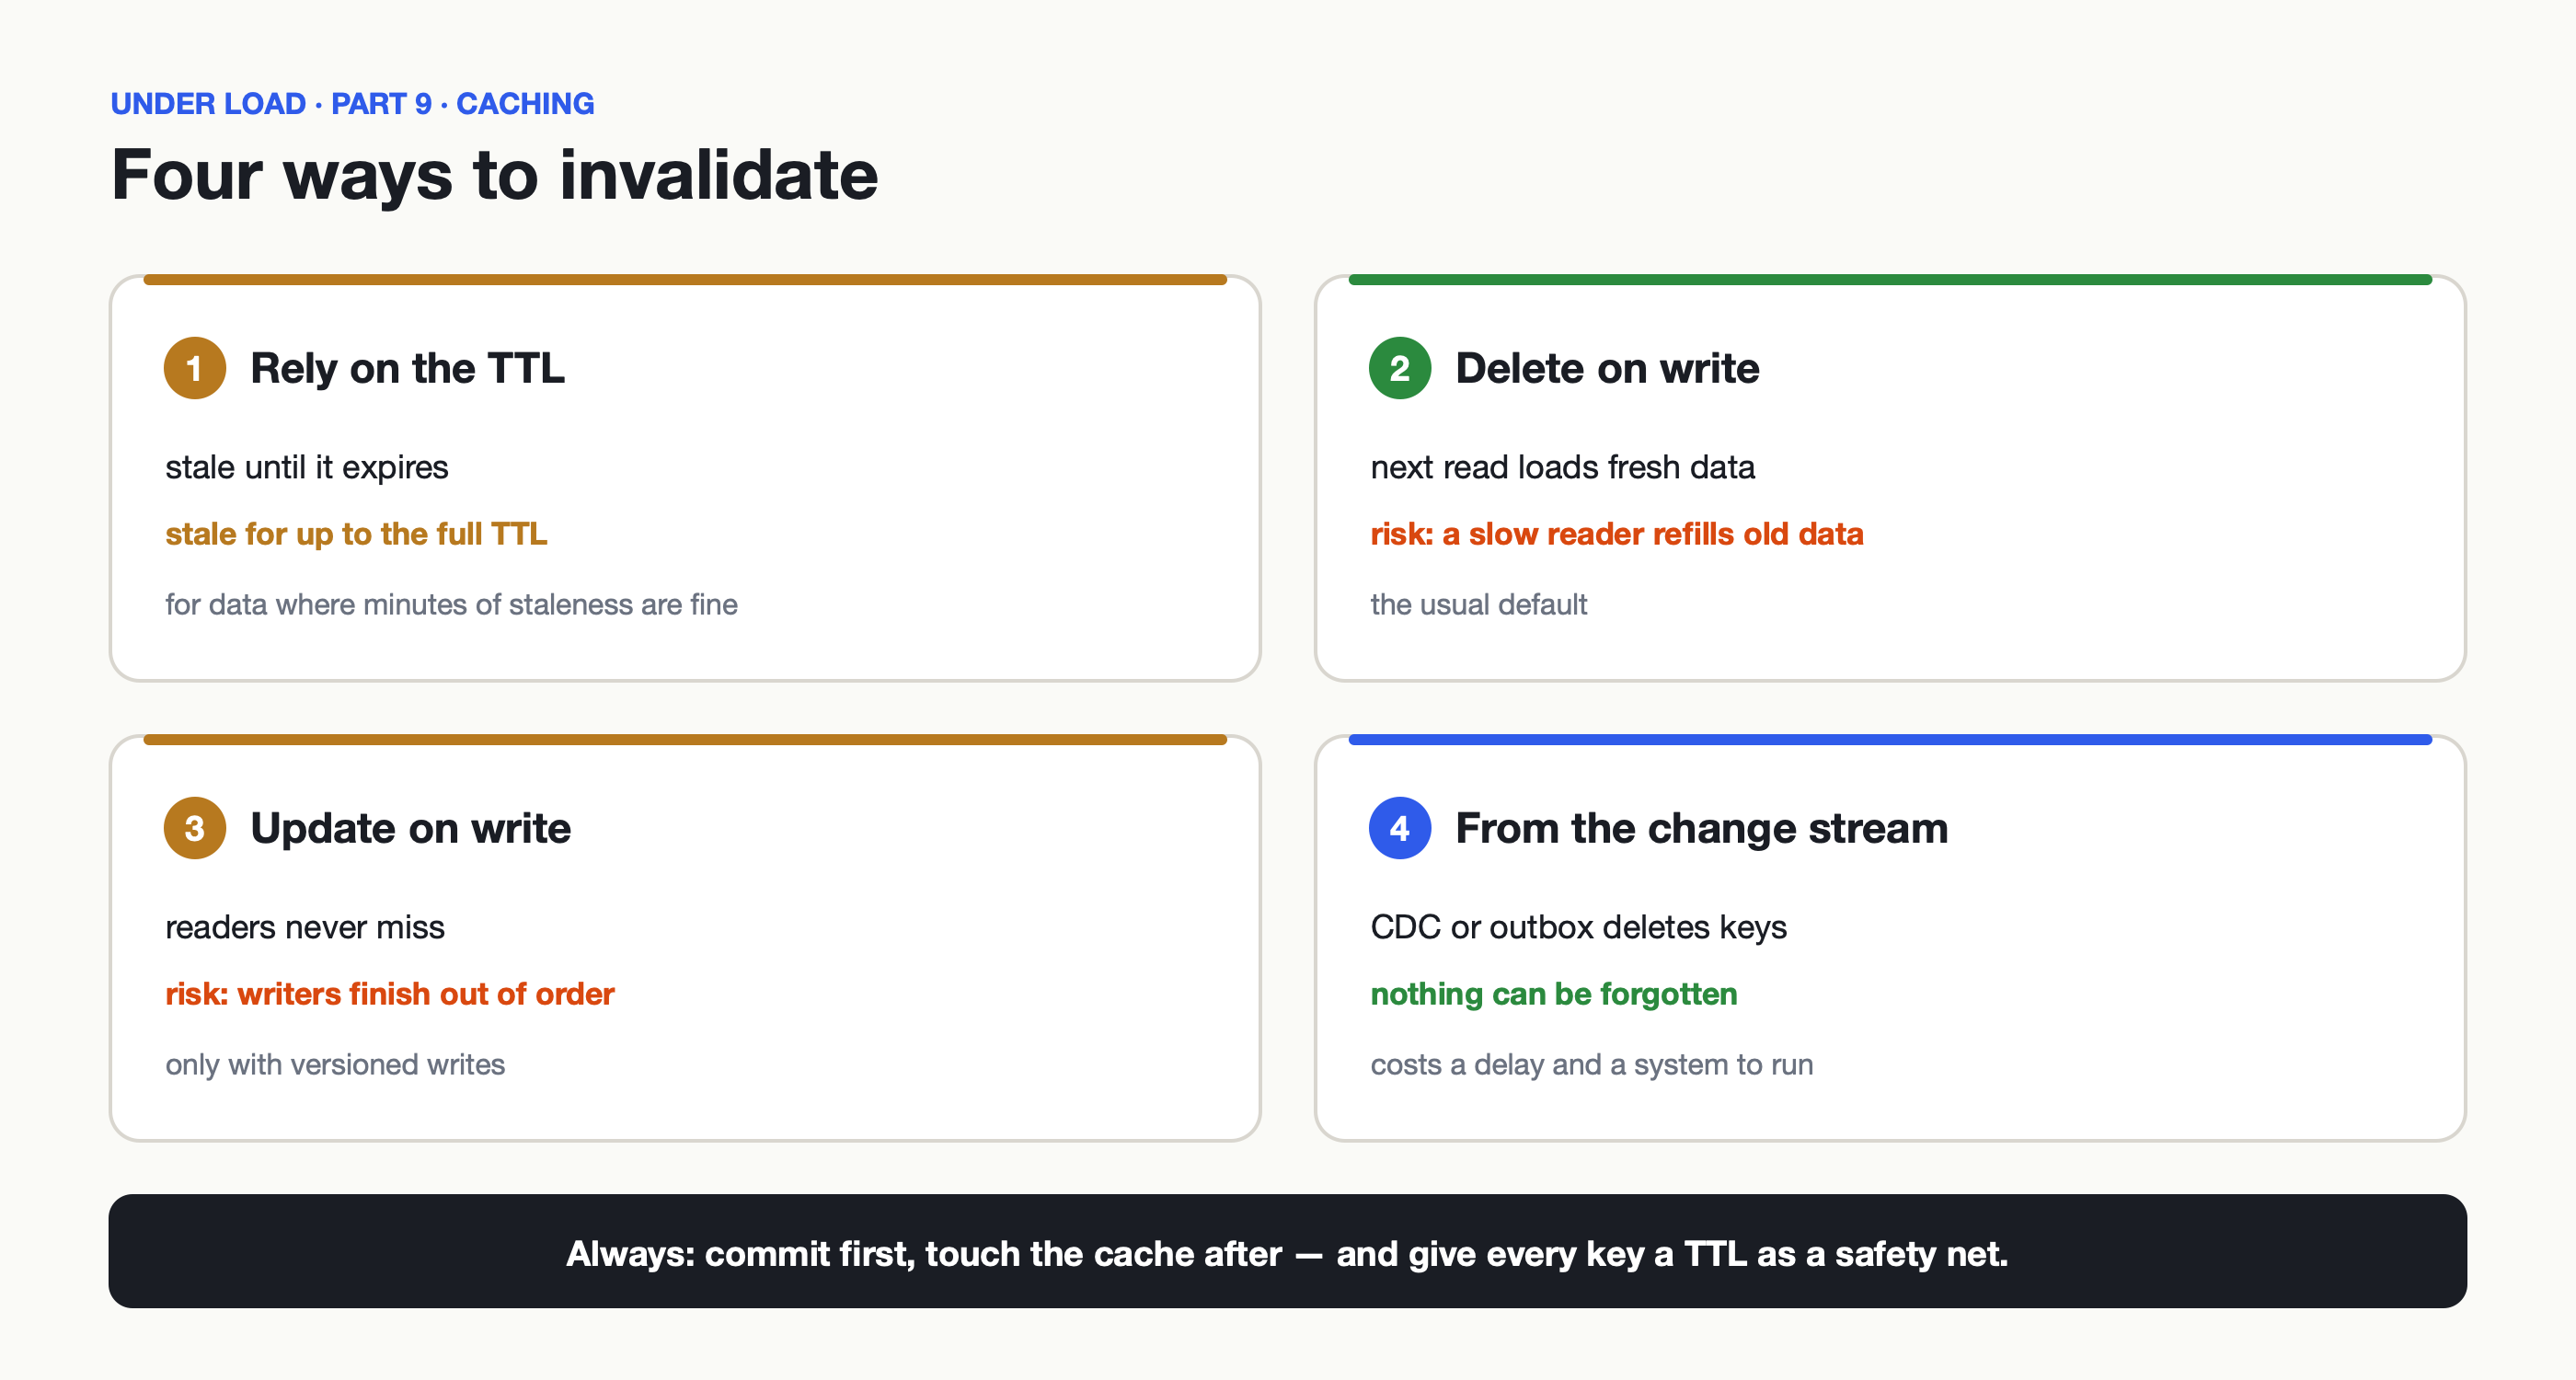 UNDER LOAD · PART 9 · CACHING
Four ways to invalidate
1 Rely on the TTL
stale until it expires
stale for up to the full TTL
for data where minutes of staleness are fine
2 Delete on write
next read loads fresh data
risk: a slow reader refills old data
the usual default
3 Update on write
readers never miss
risk: writers finish out of order
only with versioned writes
4 From the change stream
CDC or outbox deletes keys
nothing can be forgotten
costs a delay and a system to run
Always: commit first, touch the cache after — and give every key a TTL as a safety net.